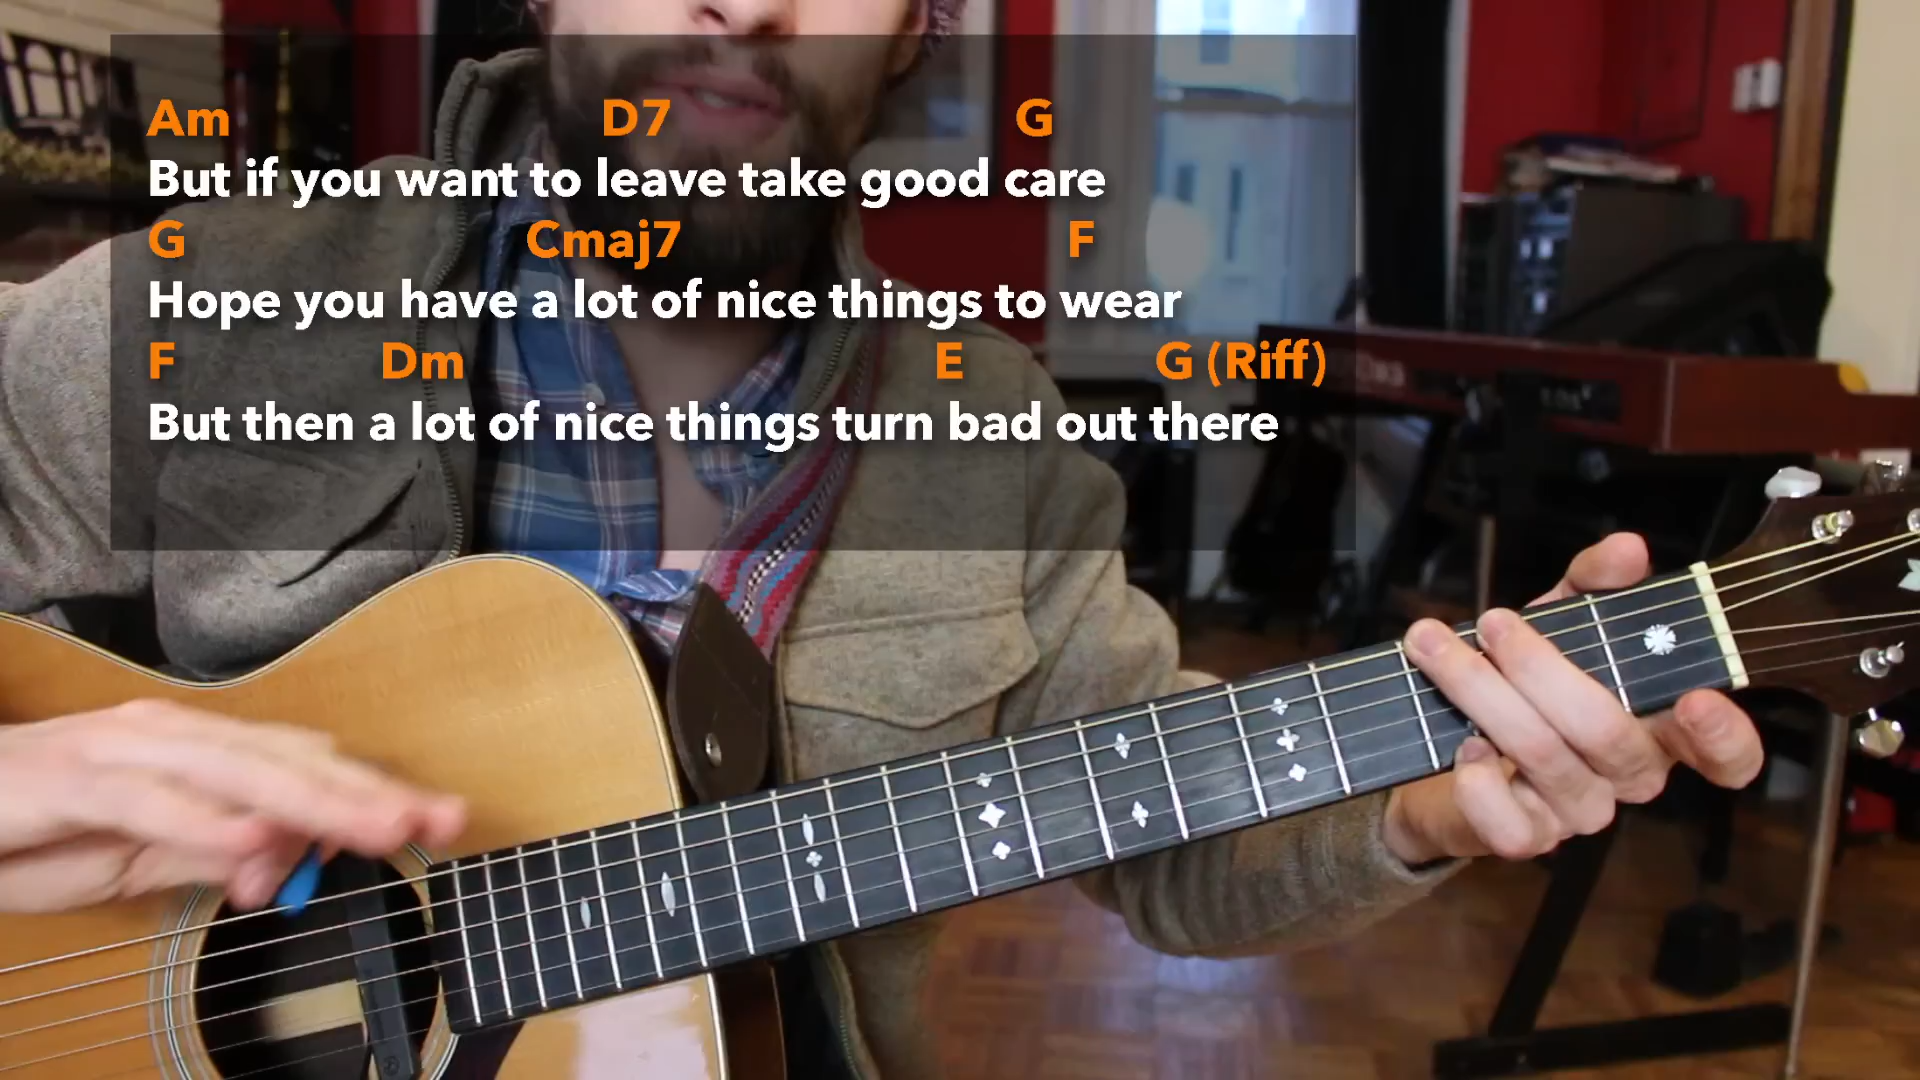 Am D7 G
But if you want to leave take good care
G Cmaj7 F
Hope you have a lot of nice things to wear
F Dm E G (Riff)
But then a lot of nice things turn bad out there